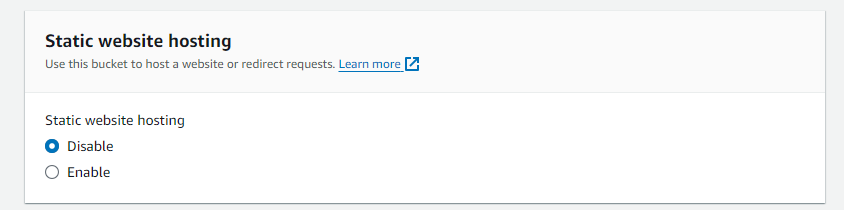 Static website hosting
Use this bucket to host a website or redirect requests. Learn more
Static website hosting
Disable
Enable